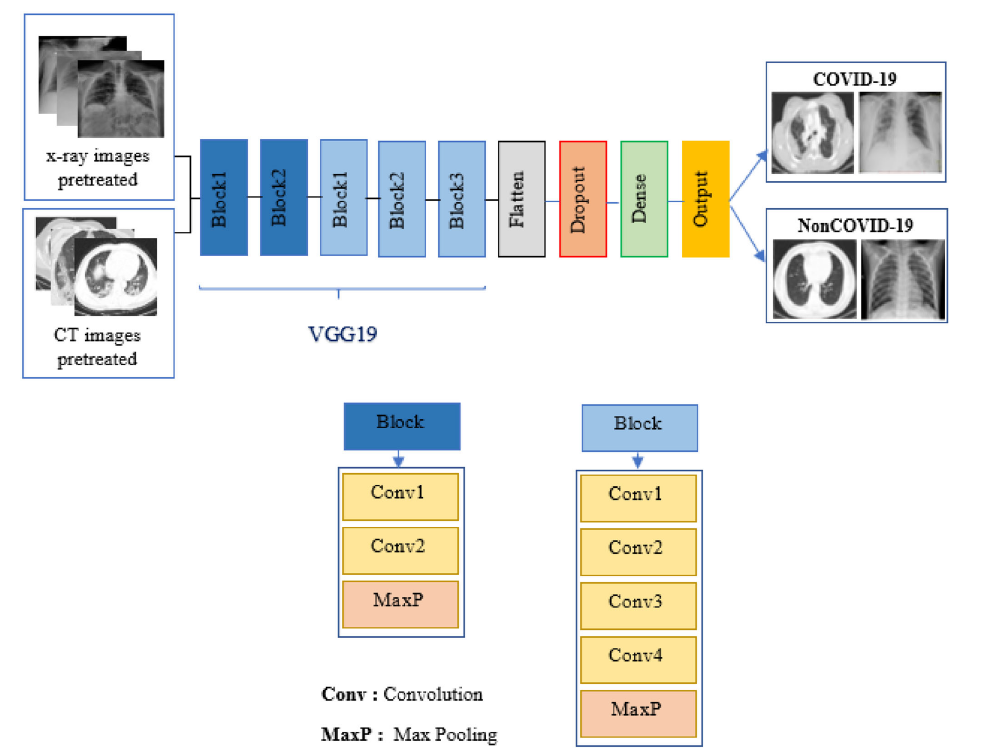 x-ray images
pretreated
CT images
pretreated
Block1
Block2
Block1
Block2
Block3
Flatten
Dropout
Dense
Output
VGG19
COVID-19
NonCOVID-19
Block
Conv1
Conv2
MaxP
Block
Conv1
Conv2
Conv3
Conv4
MaxP
Conv : Convolution
MaxP : Max Pooling